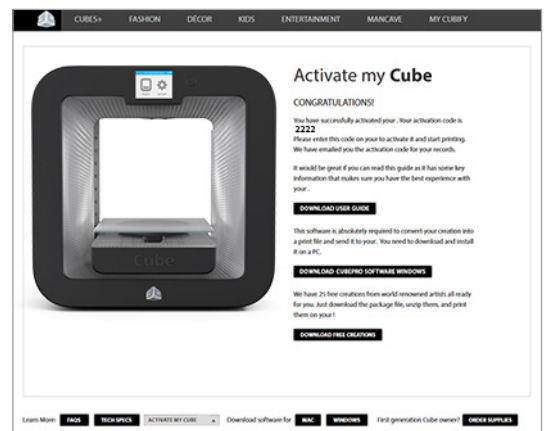 CUBES+ FASHION DÉCOR KIDS ENTERTAINMENT MANCAVE MY CUBIFY
Activate my Cube
CONGRATULATIONS!
You have successfully activated your . Your activation code is
2222
Please enter this code on your to activate it and start printing.
We have emailed you the activation code for your records.
It would be great if you can read this guide as it has some key
information that makes sure you have the best experience with
your .
DOWNLOAD USER GUIDE
This software is absolutely required to convert your creation into
a print file and send it to your . You need to download and install
it on a PC.
DOWNLOAD CUBEPRO SOFTWARE WINDOWS
We have 25 free creations from world renowned artists all ready
for you. Just download the package file, unzip them, and print
them on your !
DOWNLOAD FREE CREATIONS
Cube
Learn More: FAQS TECH SPECS ACTIVATE MY CUBE Download software for MAC WINDOWS First generation Cube owner? ORDER SUPPLIES